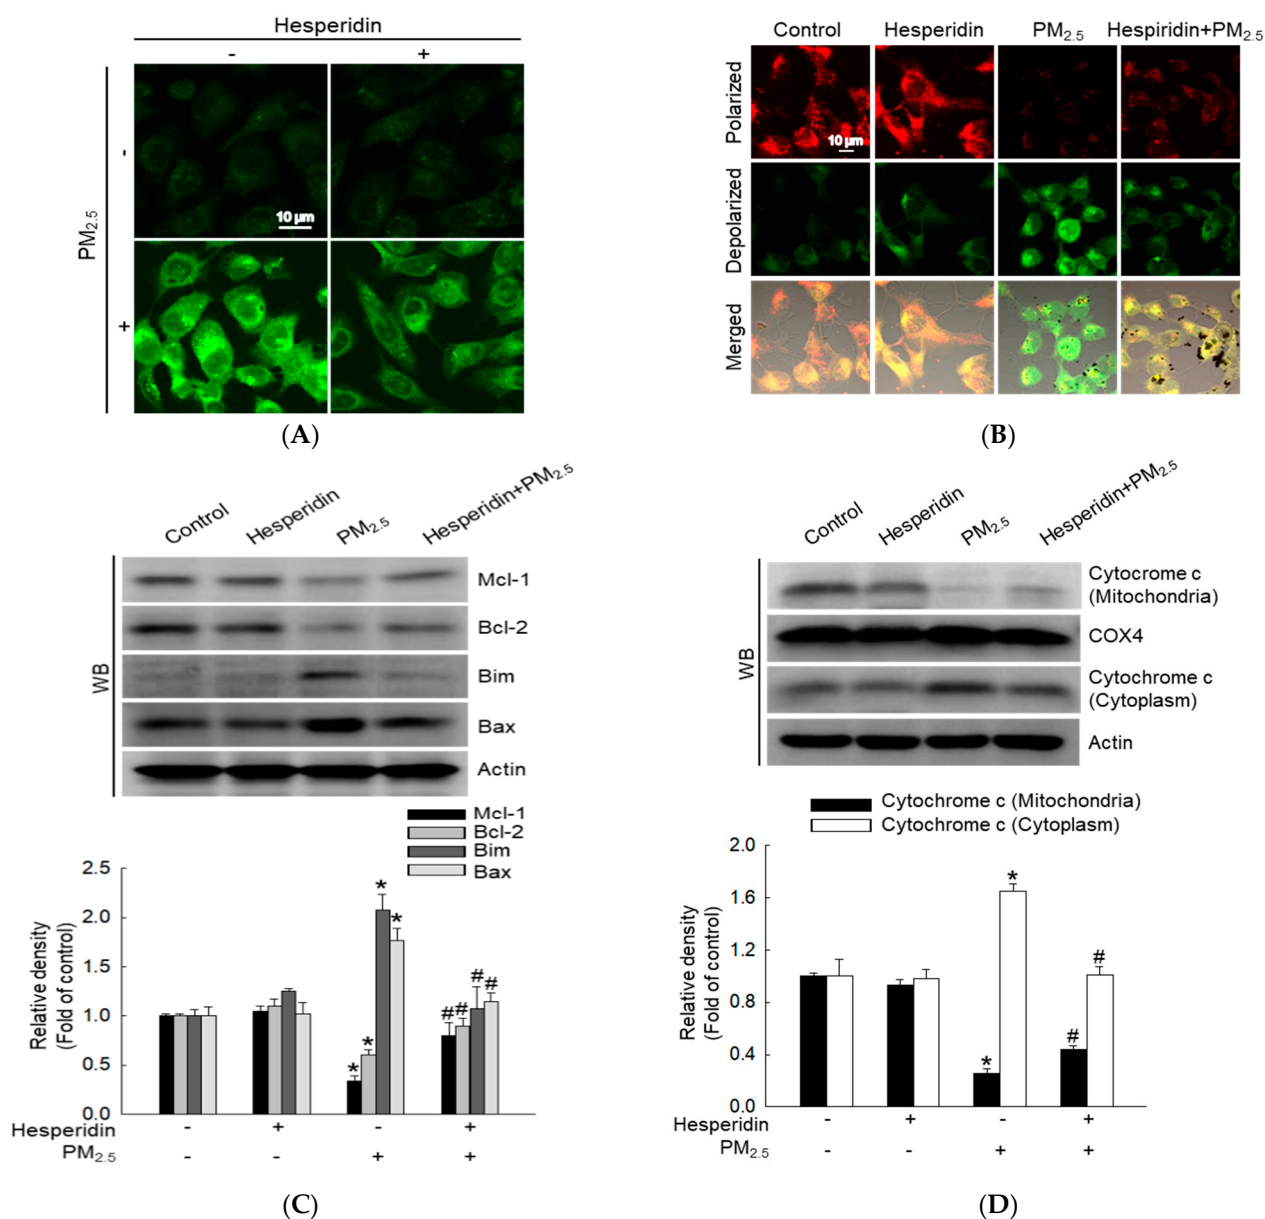 Hesperidin
- +
PM2.5
-
+
10 µm
(A)
Control Hesperidin PM2.5 Hespiridin+PM2.5
Polarized
10 µm
Depolarized
Merged
(B)
Control Hesperidin PM2.5 Hesperidin+PM2.5
WB
Mcl-1
Bcl-2
Bim
Bax
Actin
Mcl-1
Bcl-2
Bim
Bax
Relative density
(Fold of control)
2.5
2.0
1.5
1.0
0.5
0.0
* * * *
# # # #
Hesperidin - + - +
PM2.5 - - + +
(C)
Control Hesperidin PM2.5 Hesperidin+PM2.5
WB
Cytocrome c
(Mitochondria)
COX4
Cytochrome c
(Cytoplasm)
Actin
Cytochrome c (Mitochondria)
Cytochrome c (Cytoplasm)
Relative density
(Fold of control)
2.0
1.6
1.2
0.8
0.4
0.0
* *
# #
Hesperidin - + - +
PM2.5 - - + +
(D)